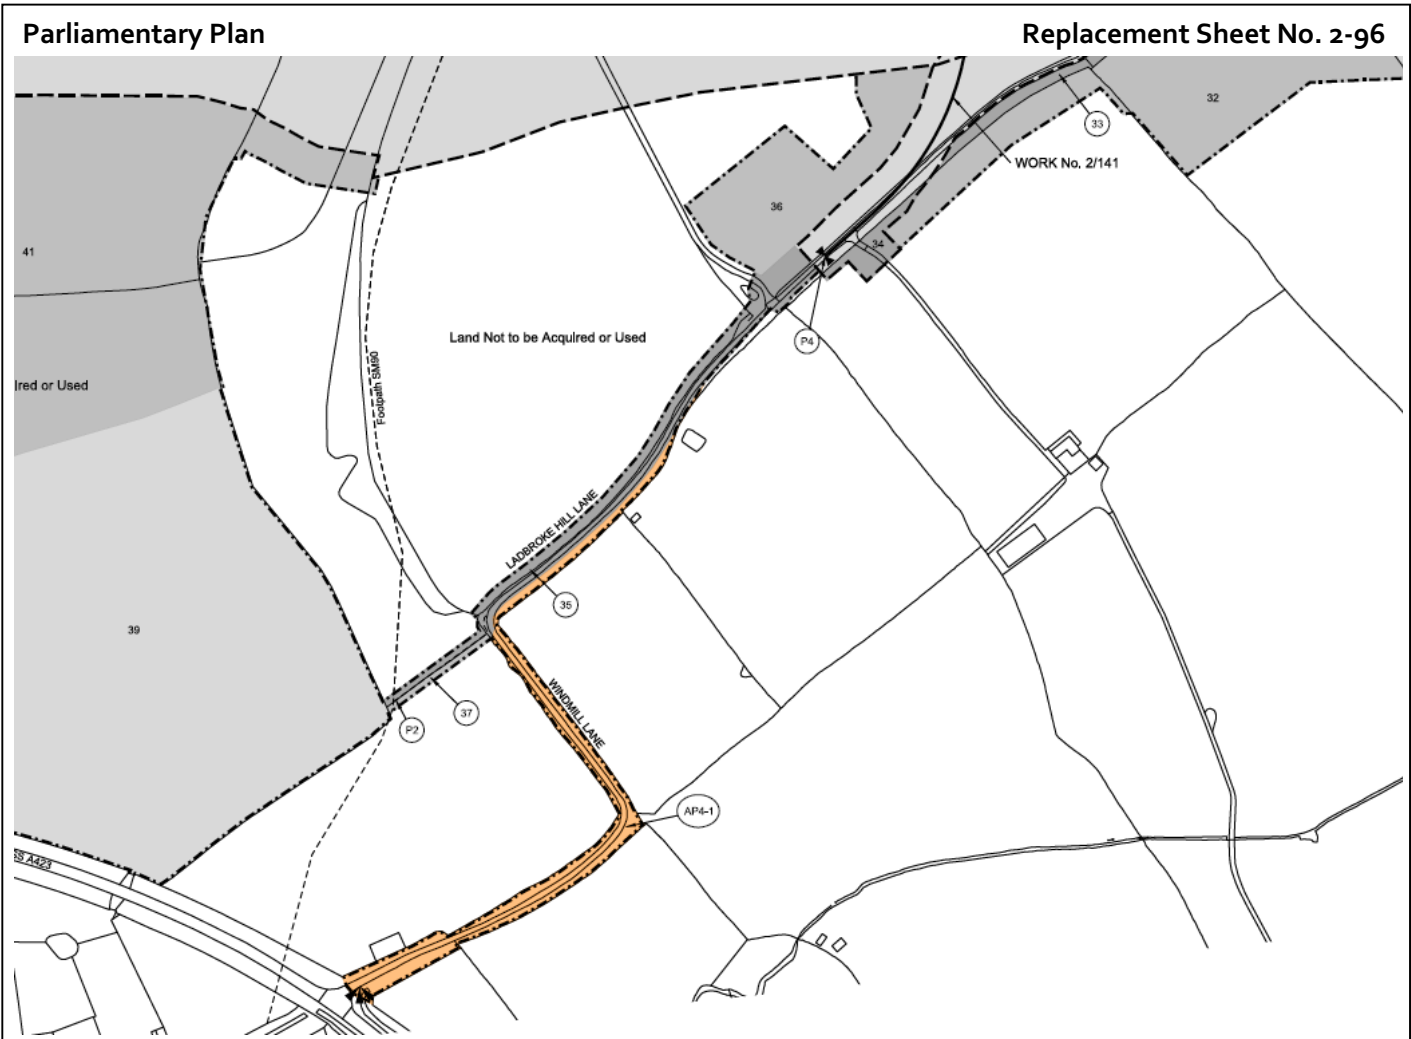 Parliamentary Plan
Replacement Sheet No. 2-96
32
33
WORK No. 2/141
36
34
41
P4
Land Not to be Acquired or Used
ired or Used
Footpath SM90
LADBROKE HILL LANE
35
39
WINDMILL LANE
37
P2
AP4-1
SS A423